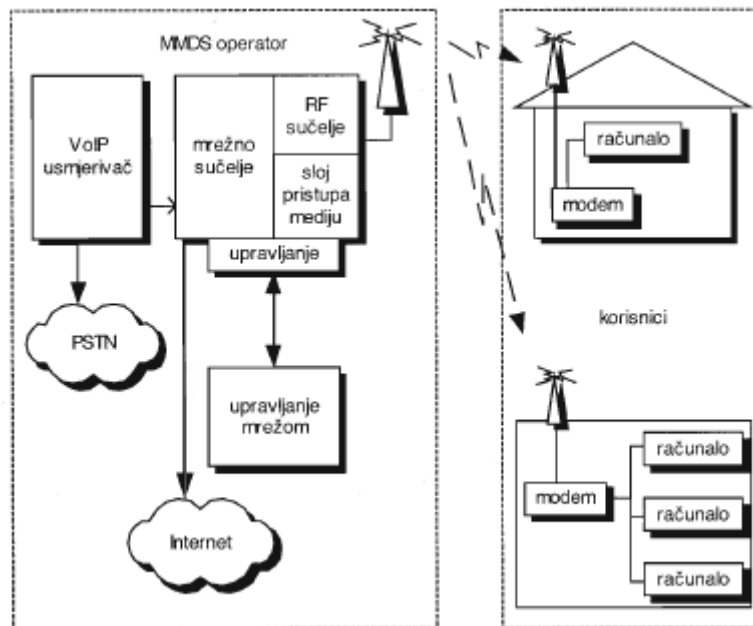 MMDS operator
VoIP
usmjerivač
mrežno
sučelje
RF
sučelje
sloj
pristupa
mediju
upravljanje
PSTN
upravljanje
mrežom
Internet
računalo
modem
korisnici
modem
računalo
računalo
računalo